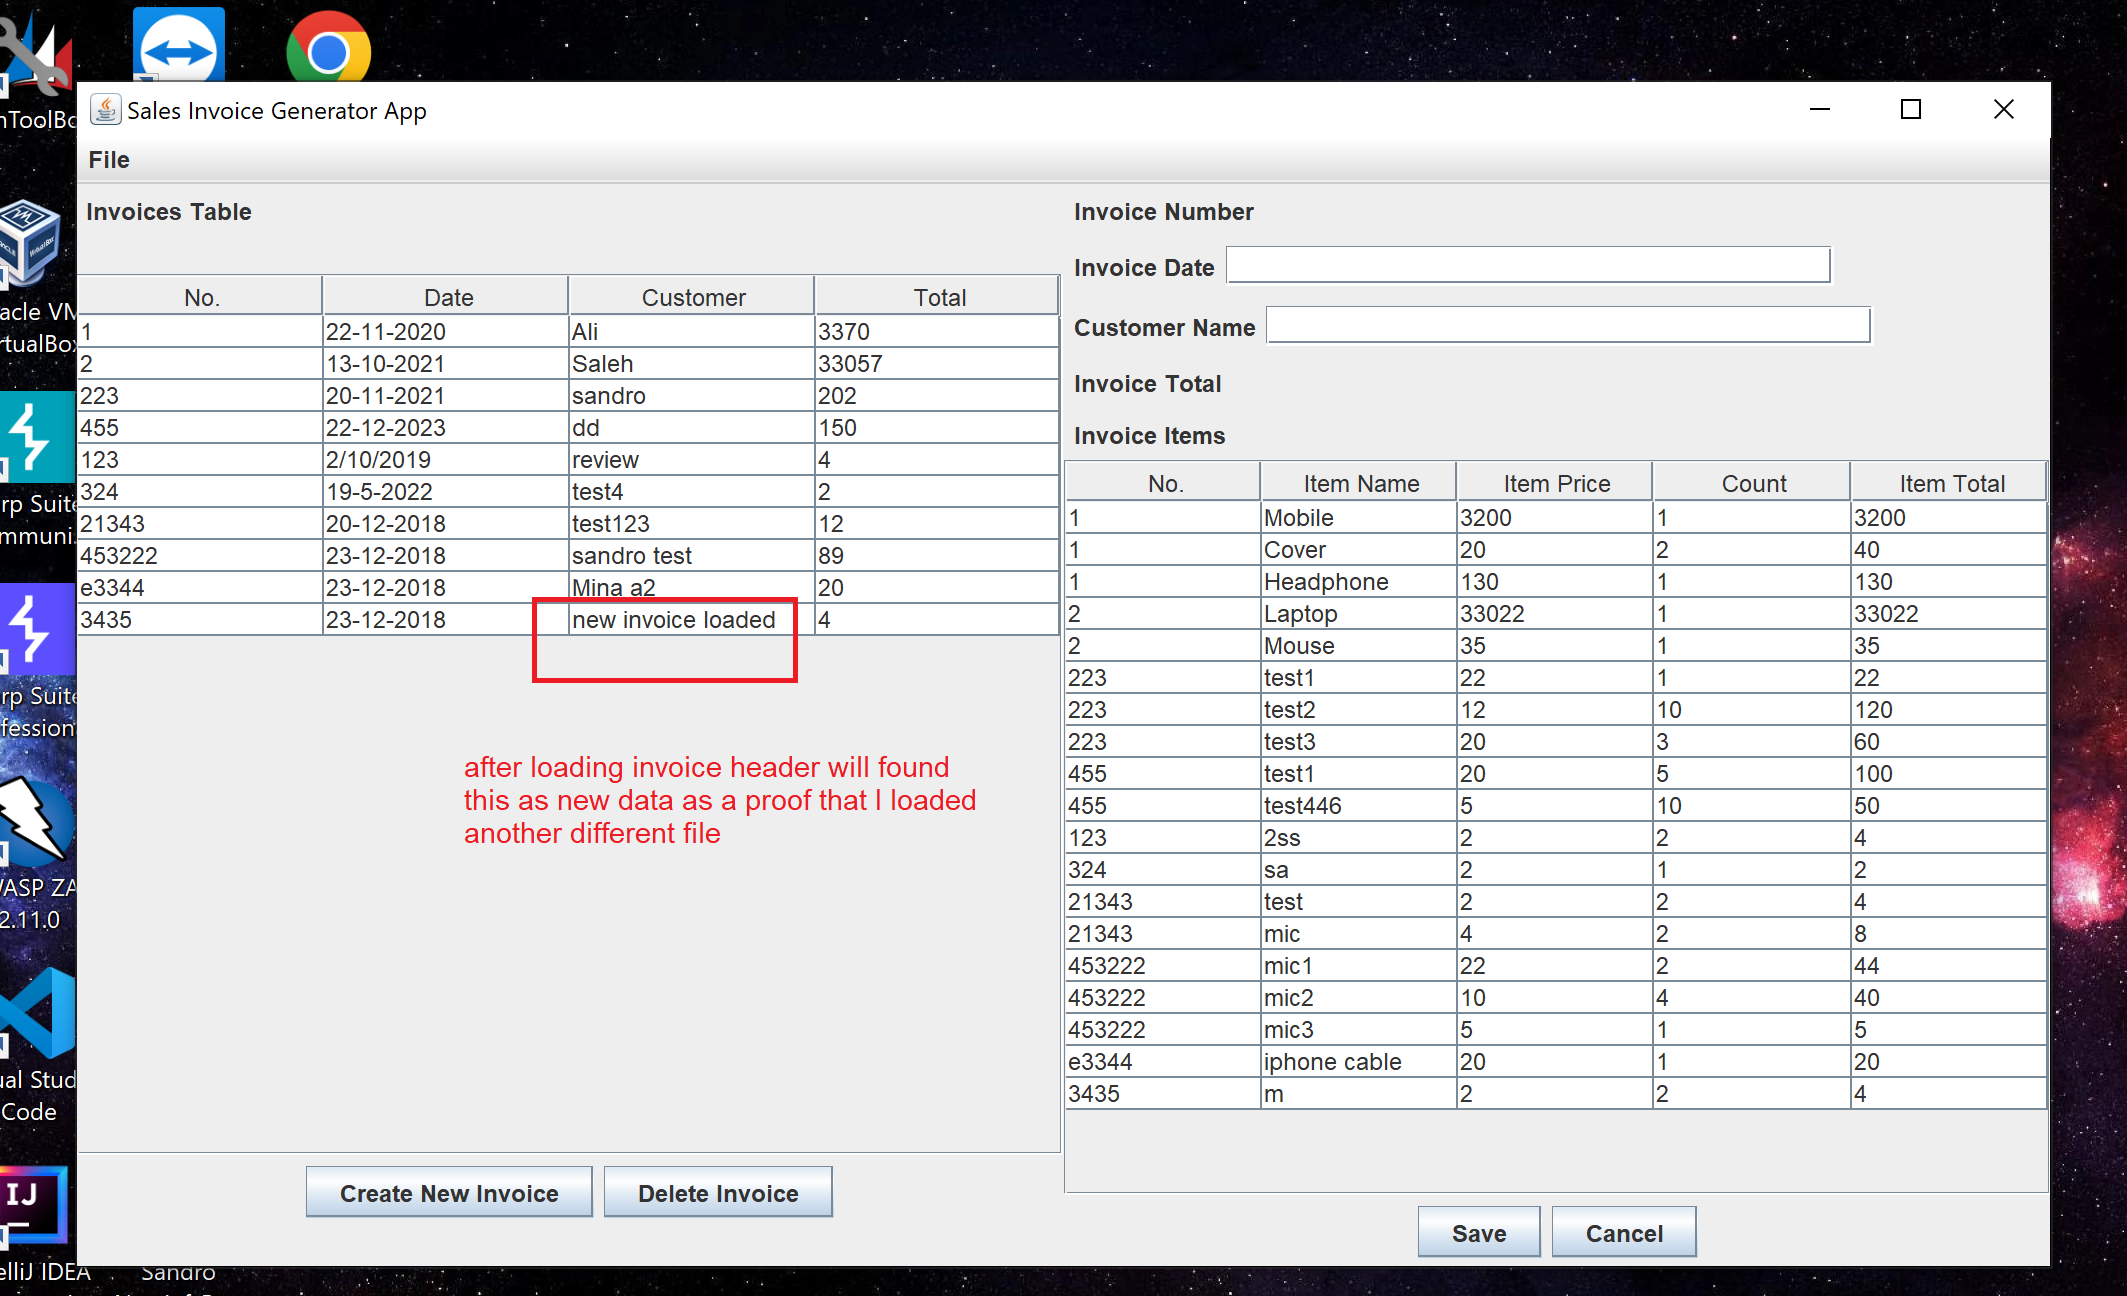 nToolBo
Sales Invoice Generator App
File
Invoices Table
No. Date Customer Total
1 22-11-2020 Ali 3370
2 13-10-2021 Saleh 33057
223 20-11-2021 sandro 202
455 22-12-2023 dd 150
123 2/10/2019 review 4
324 19-5-2022 test4 2
21343 20-12-2018 test123 12
453222 23-12-2018 sandro test 89
e3344 23-12-2018 Mina a2 20
3435 23-12-2018 new invoice loaded 4
after loading invoice header will found
this as new data as a proof that I loaded
another different file
Create New Invoice Delete Invoice
Invoice Number
Invoice Date
Customer Name
Invoice Total
Invoice Items
No. Item Name Item Price Count Item Total
1 Mobile 3200 1 3200
1 Cover 20 2 40
1 Headphone 130 1 130
2 Laptop 33022 1 33022
2 Mouse 35 1 35
223 test1 22 1 22
223 test2 12 10 120
223 test3 20 3 60
455 test1 20 5 100
455 test446 5 10 50
123 2ss 2 2 4
324 sa 2 1 2
21343 test 2 2 4
21343 mic 4 2 8
453222 mic1 22 2 44
453222 mic2 10 4 40
453222 mic3 5 1 5
e3344 iphone cable 20 1 20
3435 m 2 2 4
Save Cancel
acle VM
rtualBox
rp Suite
mmuni.
rp Suite
fession
WASP ZA
2.11.0
ual Stud
Code
IJ
elliJ IDEA
Sandro